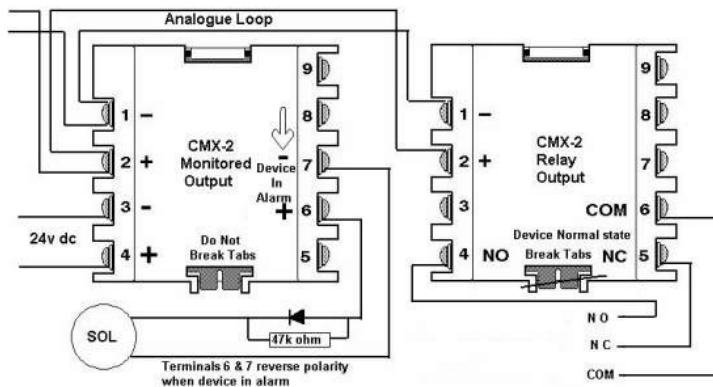 Analogue Loop
9
1 -
8
2 +
CMX-2
Monitored
Output
-
Device
In
Alarm
7
3 -
+
6
24v dc
4 +
Do Not
Break Tabs
5
SOL
47k ohm
Terminals 6 & 7 reverse polarity
when device in alarm
9
1 -
8
2 +
CMX-2
Relay
Output
7
3
COM 6
Device Normal state
4 NO
Break Tabs
NC 5
NO
NC
COM